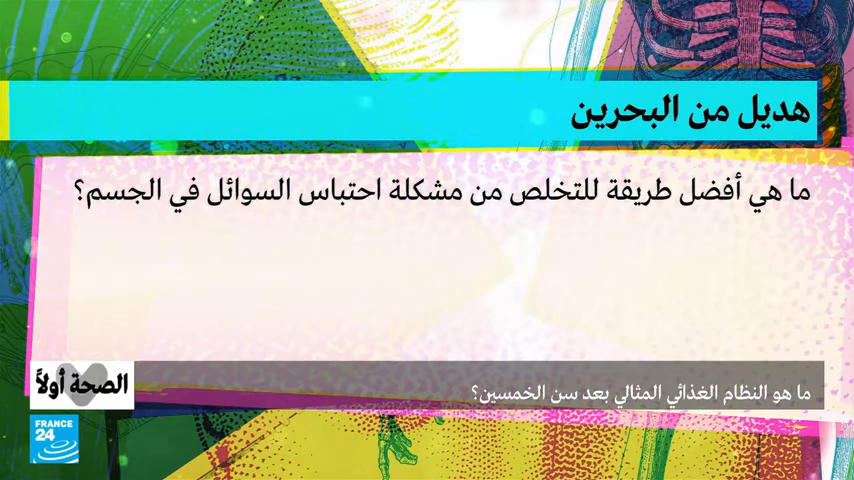 هديل من البحرين
ما هي أفضل طريقة للتخلص من مشكلة احتباس السوائل في الجسم؟
الصحة أولاً
ما هو النظام الغذائي المثالي بعد سن الخمسين؟
FRANCE
24